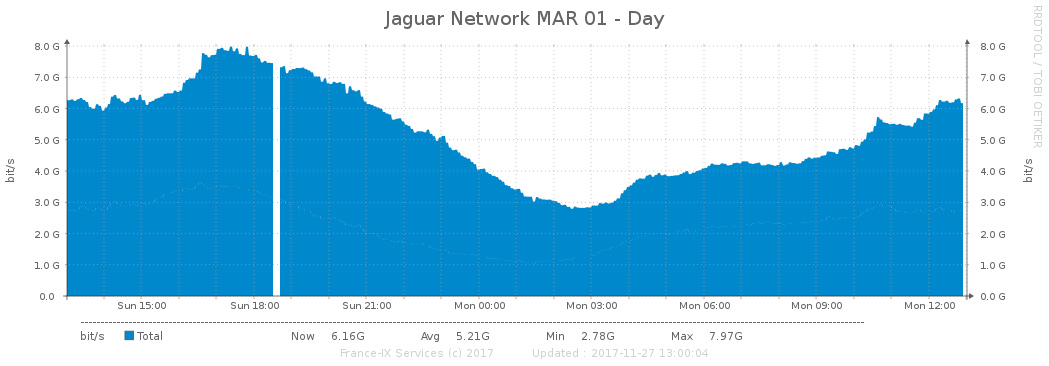 Jaguar Network MAR 01 - Day
RRDTOOL / TOBI OETIKER
8.0 G 8.0 G
7.0 G 7.0 G
6.0 G 6.0 G
5.0 G 5.0 G
4.0 G 4.0 G
3.0 G 3.0 G
2.0 G 2.0 G
1.0 G 1.0 G
0.0 0.0 G
bit/s
bit/s
Sun 15:00 Sun 18:00 Sun 21:00 Mon 00:00 Mon 03:00 Mon 06:00 Mon 09:00 Mon 12:00
bit/s Total Now 6.16G Avg 5.21G Min 2.78G Max 7.97G
France-IX Services (c) 2017 Updated : 2017-11-27 13:00:04